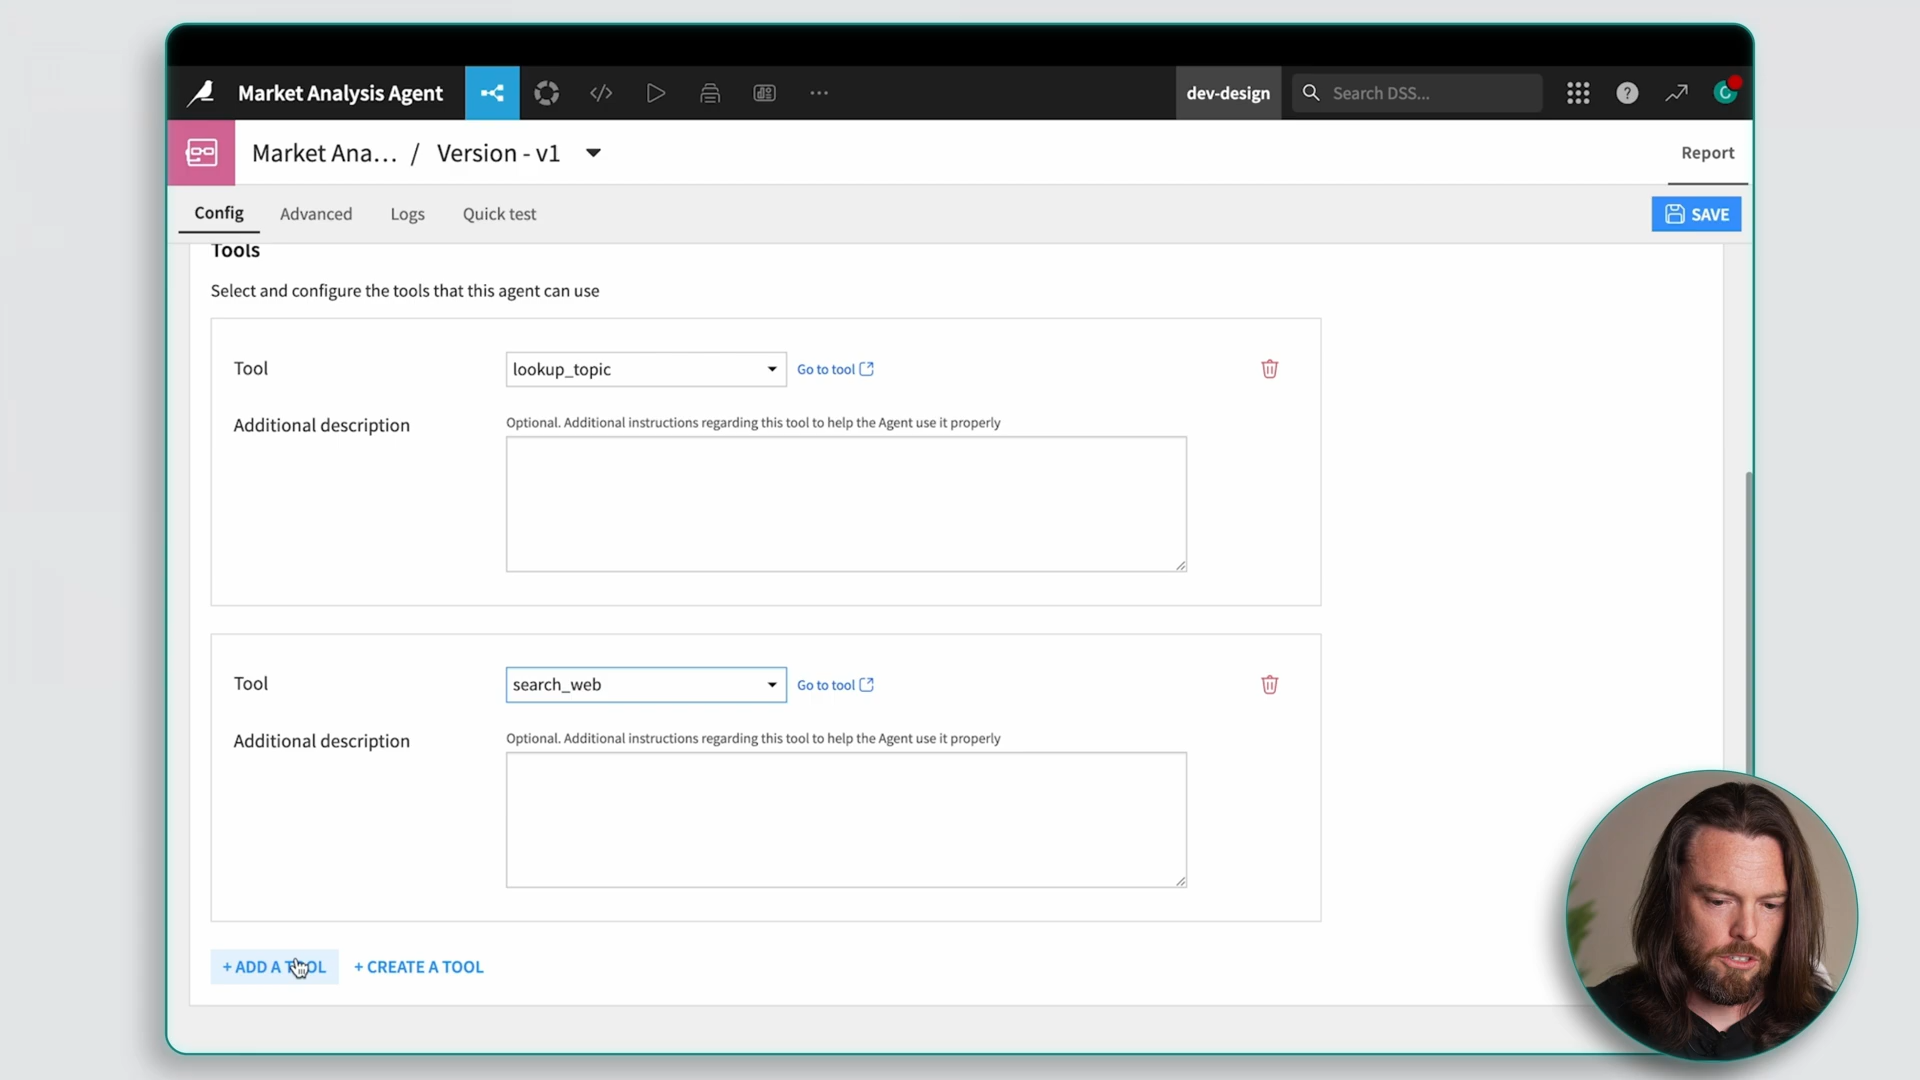 Market Analysis Agent
dev-design
Search DSS...
?
C
Market Ana... / Version - v1
Report
Config
Advanced
Logs
Quick test
SAVE
Tools
Select and configure the tools that this agent can use
Tool
lookup_topic
Go to tool
Additional description
Optional. Additional instructions regarding this tool to help the Agent use it properly
Tool
search_web
Go to tool
Additional description
Optional. Additional instructions regarding this tool to help the Agent use it properly
+ ADD A TOOL
+ CREATE A TOOL